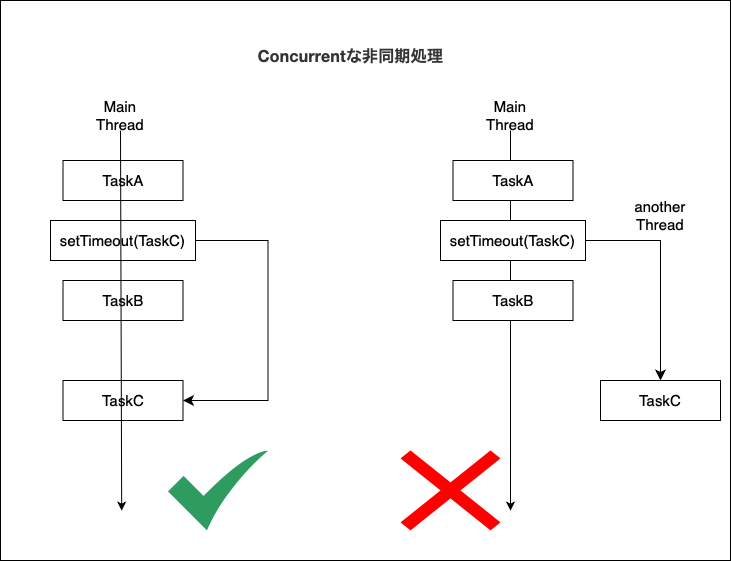 Concurrentな非同期処理
Main
Thread
TaskA
setTimeout(TaskC)
TaskB
TaskC
Main
Thread
TaskA
another
Thread
setTimeout(TaskC)
TaskB
TaskC